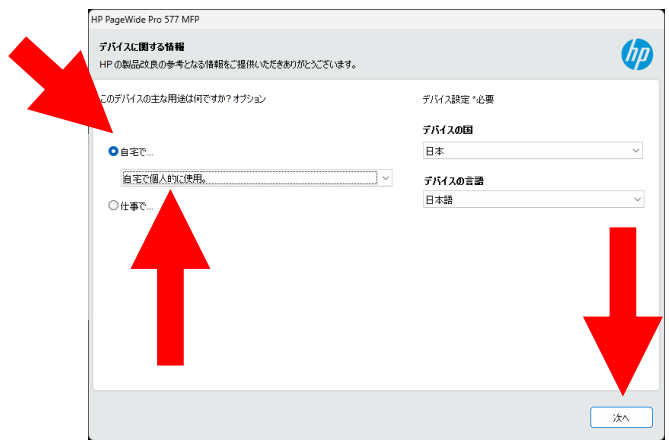 HP PageWide Pro 577 MFP
デバイスに関する情報
HP の製品改良の参考となる情報をご提供いただきありがとうございます。
hp
このデバイスの主な用途は何ですか? オプション
自宅で...
自宅で個人的に使用。
仕事で...
デバイス設定 *必要
デバイスの国
日本
デバイスの言語
日本語
次へ